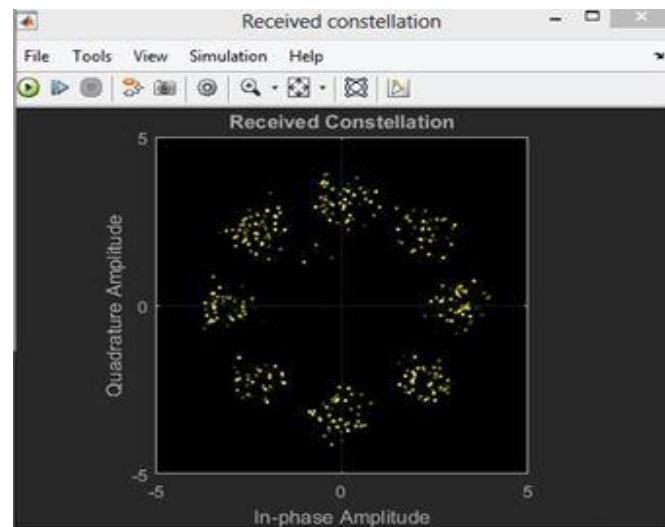 Received constellation
File Tools View Simulation Help
Received Constellation
5
Quadrature Amplitude
0
-5
-5 0 5
In-phase Amplitude